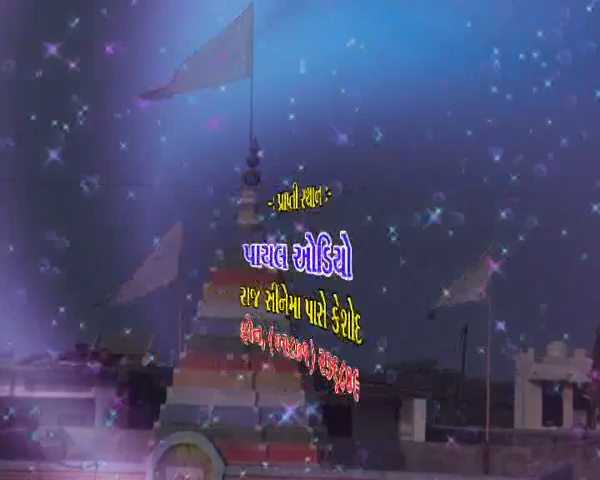 -: પ્રાપ્તી સ્થાન :-
પાયલ ઓડિયો
રાજ સીનેમા પાસે કેશોદ
ફોન,